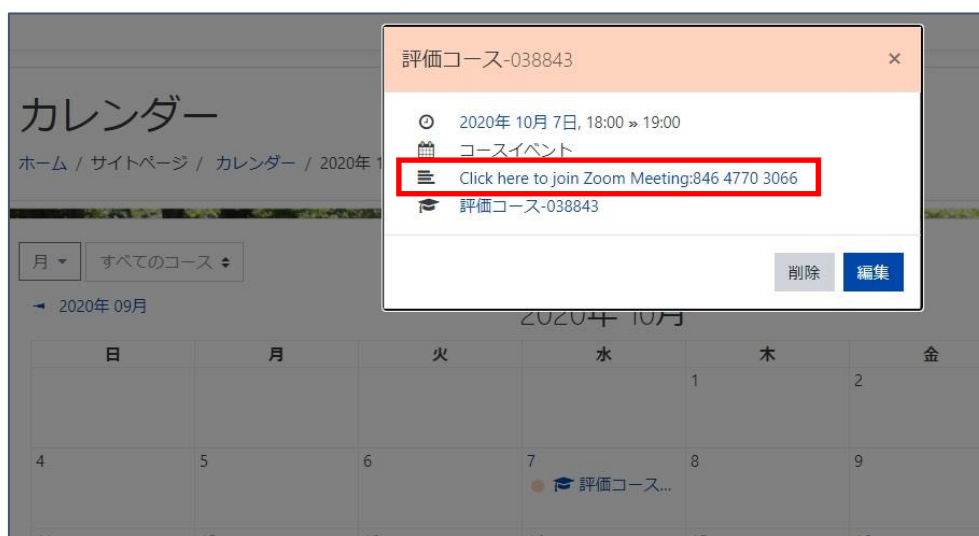 評価コース-038843
×
2020年 10月 7日, 18:00 » 19:00
コースイベント
Click here to join Zoom Meeting:846 4770 3066
評価コース-038843
削除 編集
カレンダー
ホーム / サイトページ / カレンダー / 2020年 1
月 すべてのコース
2020年 09月
2020年 10月
日 月 火 水 木 金
1 2
4 5 6 7 8 9
評価コース...